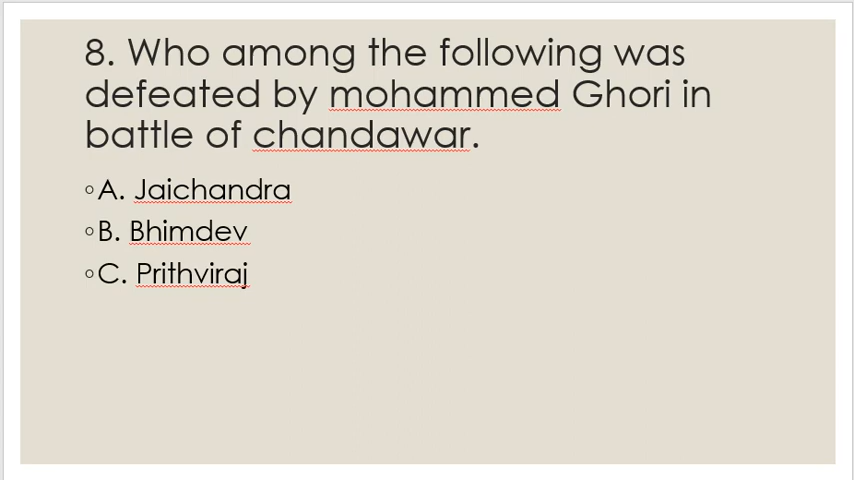 8. Who among the following was
defeated by mohammed Ghori in
battle of chandawar.
◦A. Jaichandra
◦B. Bhimdev
◦C. Prithviraj